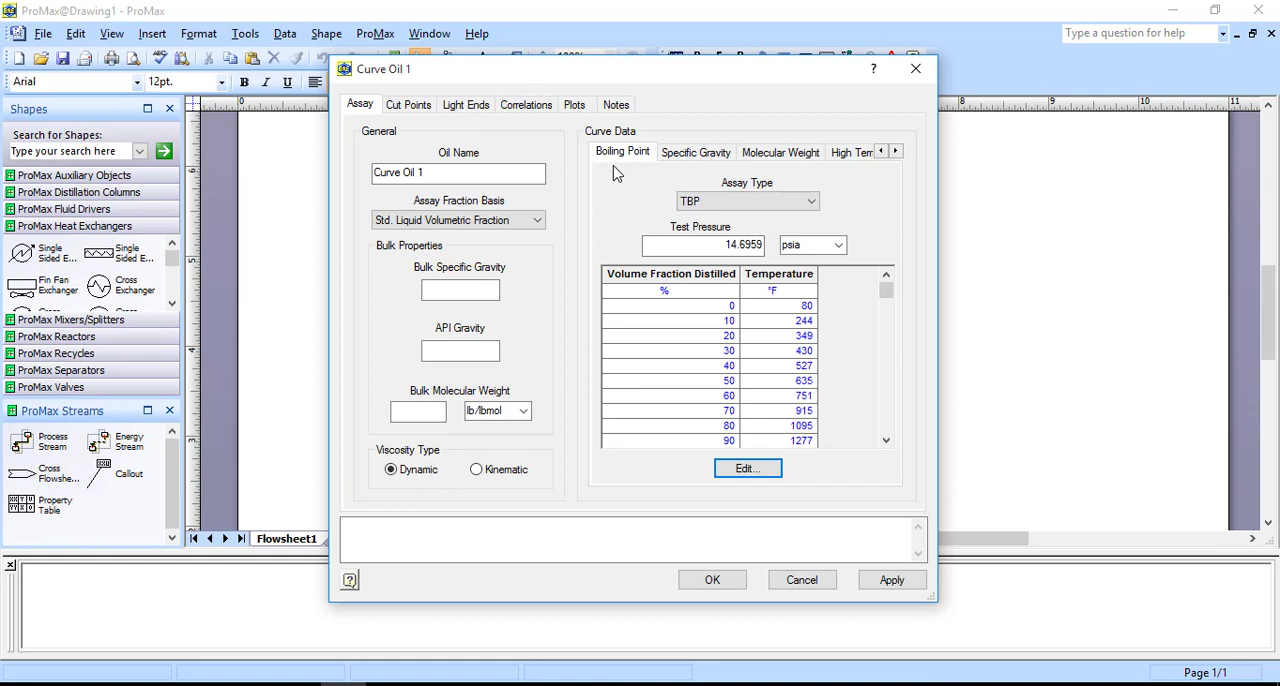 ProMax@Drawing1 - ProMax
File Edit View Insert Format Tools Data Shape ProMax Window Help
Type a question for help
Arial 12pt. B I U
Shapes
Search for Shapes:
Type your search here
ProMax Auxiliary Objects
ProMax Distillation Columns
ProMax Fluid Drivers
ProMax Heat Exchangers
Single Sided E...
Single Sided E...
Fin Fan Exchanger
Cross Exchanger
ProMax Mixers/Splitters
ProMax Reactors
ProMax Recycles
ProMax Separators
ProMax Valves
ProMax Streams
Process Stream
Energy Stream
Cross Flowshe...
Callout
Property Table
0 8 9 10 11
Flowsheet1
Curve Oil 1
Assay Cut Points Light Ends Correlations Plots Notes
General
Oil Name
Curve Oil 1
Assay Fraction Basis
Std. Liquid Volumetric Fraction
Bulk Properties
Bulk Specific Gravity
API Gravity
Bulk Molecular Weight
lb/lbmol
Viscosity Type
Dynamic Kinematic
Curve Data
Boiling Point Specific Gravity Molecular Weight High Tem
Assay Type
TBP
Test Pressure
14.6959 psia
Volume Fraction Distilled Temperature
% °F
0 80
10 244
20 349
30 430
40 527
50 635
60 751
70 915
80 1095
90 1277
Edit...
OK Cancel Apply
Page 1/1